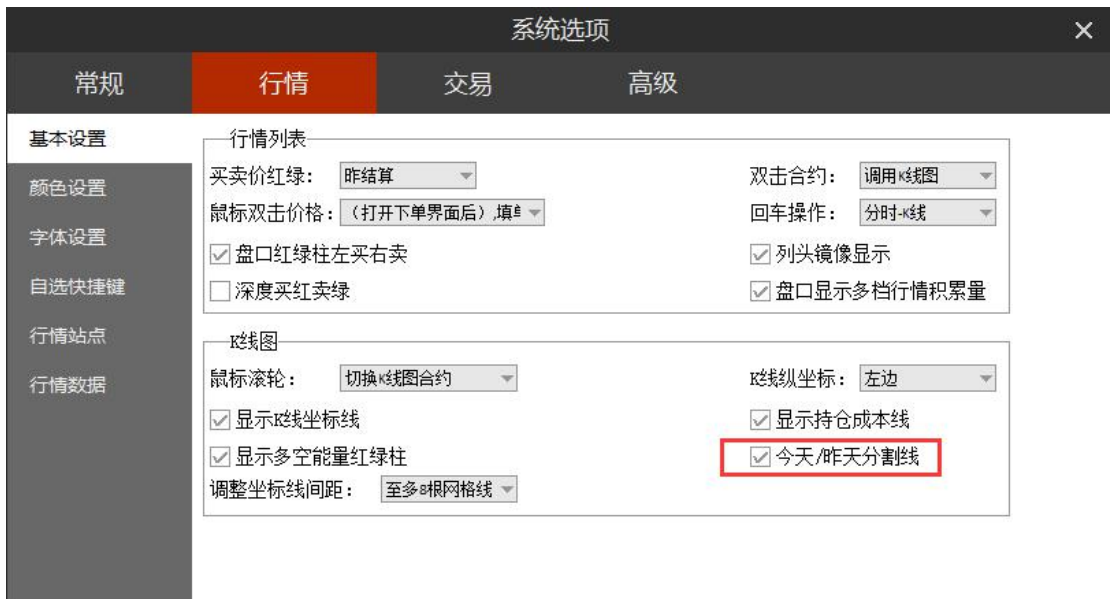 系统选项
常规 行情 交易 高级
基本设置
颜色设置
字体设置
自选快捷键
行情站点
行情数据
行情列表
买卖价红绿: 昨结算 双击合约: 调用K线图
鼠标双击价格: (打开下单界面后),填单 回车操作: 分时-K线
盘口红绿柱左买右卖 列头镜像显示
深度买红卖绿 盘口显示多档行情积累量
K线图
鼠标滚轮: 切换K线图合约 K线纵坐标: 左边
显示K线坐标线 显示持仓成本线
显示多空能量红绿柱 今天/昨天分割线
调整坐标线间距: 至多8根网格线